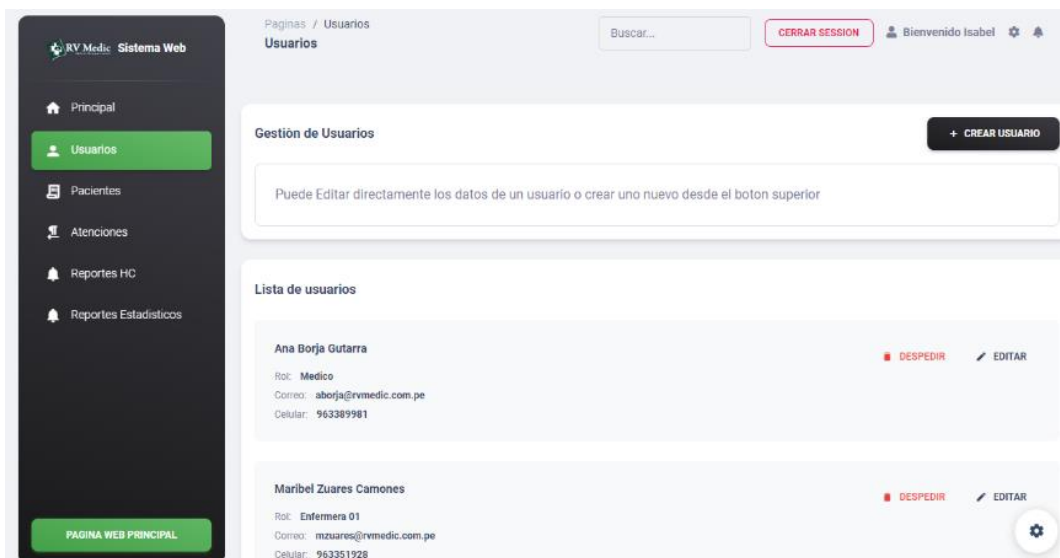 RV Medic Sistema Web
Principal
Usuarios
Pacientes
Atenciones
Reportes HC
Reportes Estadisticos
PAGINA WEB PRINCIPAL
Paginas / Usuarios
Usuarios
Buscar...
CERRAR SESSION
Bienvenido Isabel
Gestión de Usuarios
+ CREAR USUARIO
Puede Editar directamente los datos de un usuario o crear uno nuevo desde el boton superior
Lista de usuarios
Ana Borja Gutarra
DESPEDIR EDITAR
Rol: Medico
Correo: aborja@rvmedic.com.pe
Celular: 963389981
Maribel Zuares Camones
DESPEDIR EDITAR
Rol: Enfermera 01
Correo: mzuares@rvmedic.com.pe
Celular: 963351928